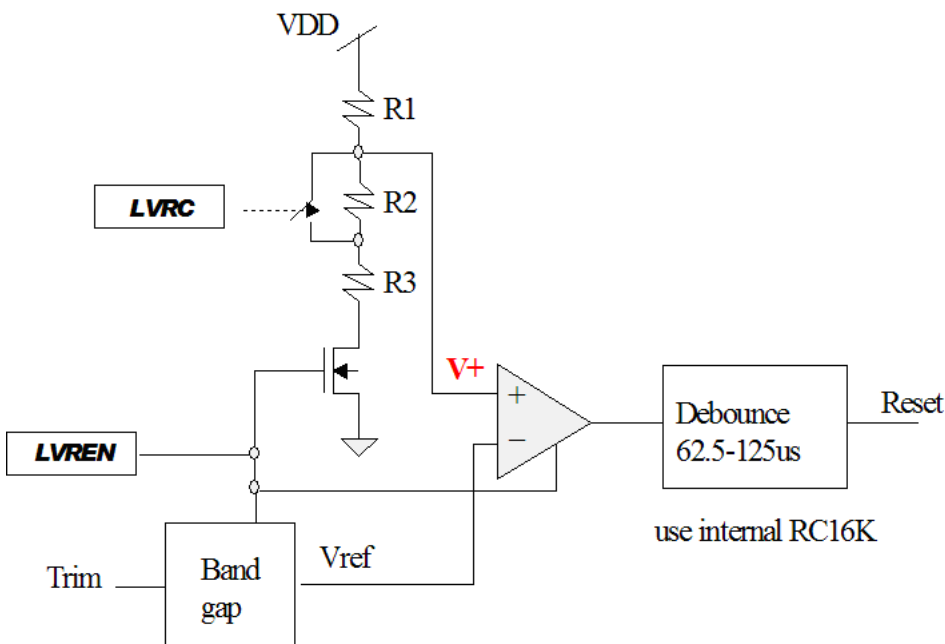 VDD
R1
LVRC
R2
R3
V+
+
−
Debounce
62.5-125us
Reset
LVREN
use internal RC16K
Trim
Band
gap
Vref